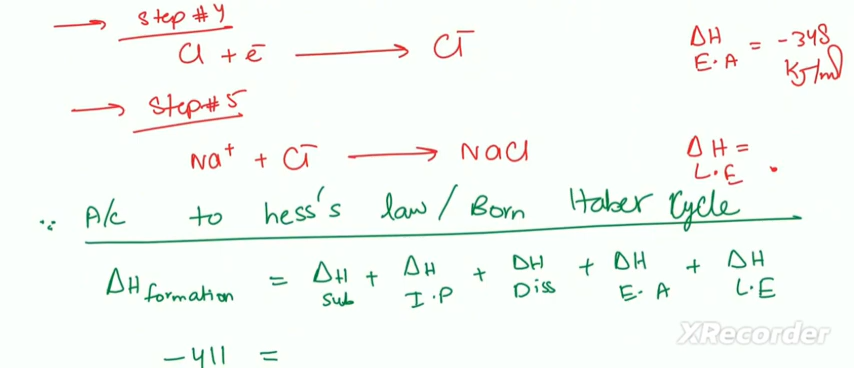 → Step #4
Cl + e⁻ → Cl⁻
ΔH E.A = -348 KJ/mol
→ Step #5
Na⁺ + Cl⁻ → NaCl
ΔH L.E =
∵ A/c to hess's law / Born Haber Cycle
ΔH formation = ΔH Sub + ΔH I.P + ΔH Diss + ΔH E.A + ΔH L.E
XRecorder
-411 =